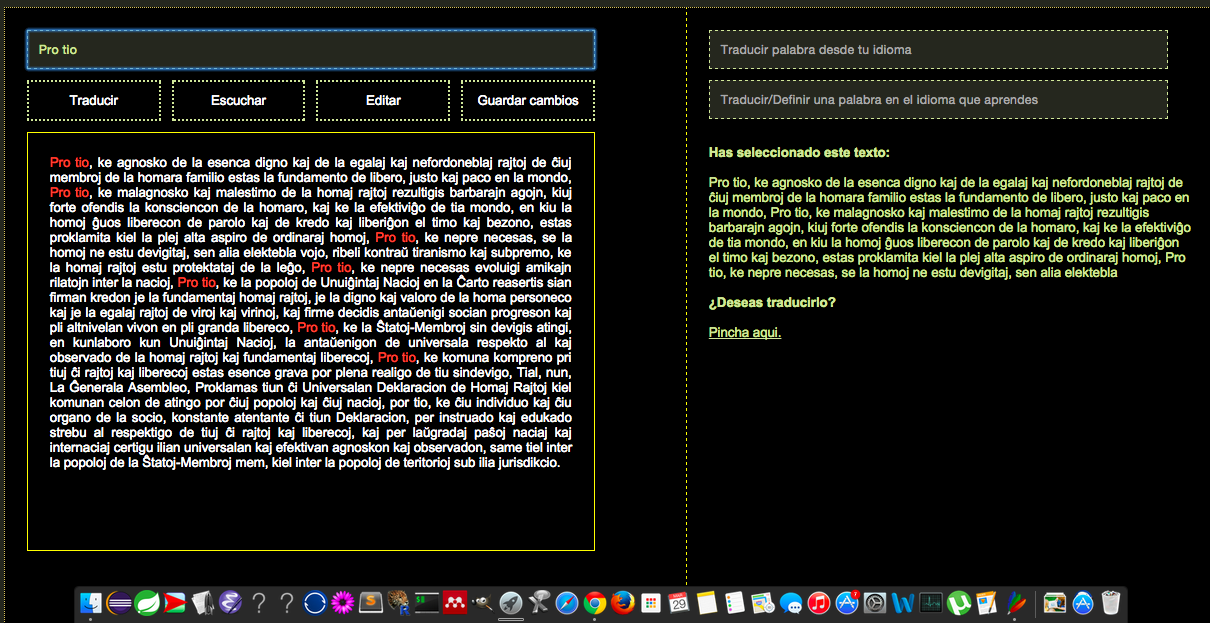 Pro tio
Traducir
Escuchar
Editar
Guardar cambios
Pro tio, ke agnosko de la esenca digno kaj de la egalaj kaj nefordoneblaj rajtoj de ĉiuj
membroj de la homara familio estas la fundamento de libero, justo kaj paco en la mondo,
Pro tio, ke malagnosko kaj malestimo de la homaj rajtoj rezultigis barbarajn agojn, kiuj
forte ofendis la konsciencon de la homaro, kaj ke la efektiviĝo de tia mondo, en kiu la
homoj ĝuos liberecon de parolo kaj de kredo kaj liberiĝon el timo kaj bezono, estas
proklamita kiel la plej alta aspiro de ordinaraj homoj, Pro tio, ke nepre necesas, se la
homoj ne estu devigitaj, sen alia elektebla vojo, ribeli kontraŭ tiranismo kaj subpremo, ke
la homaj rajtoj estu protektataj de la leĝo, Pro tio, ke nepre necesas evoluigi amikajn
rilatojn inter la nacioj, Pro tio, ke la popoloj de Unuiĝintaj Nacioj en la Ĉarto reasertis sian
firman kredon je la fundamentaj homaj rajtoj, je la digno kaj valoro de la homa personeco
kaj je la egalaj rajtoj de viroj kaj virinoj, kaj firme decidis antaŭenigi socian progreson kaj
pli altnivelan vivon en pli granda libereco, Pro tio, ke la Ŝtatoj-Membroj sin devigis atingi,
en kunlaboro kun Unuiĝintaj Nacioj, la antaŭenigon de universala respekto al kaj
observado de la homaj rajtoj kaj fundamentaj liberecoj, Pro tio, ke komuna kompreno pri
tiuj ĉi rajtoj kaj liberecoj estas esence grava por plena realigo de tiu sindevigo, Tial, nun,
La Ĝenerala Asembleo, Proklamas tiun ĉi Universalan Deklaracion de Homaj Rajtoj kiel
komunan celon de atingo por ĉiuj popoloj kaj ĉiuj nacioj, por tio, ke ĉiu individuo kaj ĉiu
organo de la socio, konstante atentante ĉi tiun Deklaracion, per instruado kaj edukado
strebu al respektigo de tiuj ĉi rajtoj kaj liberecoj, kaj per laŭgradaj paŝoj naciaj kaj
internaciaj certigu ilian universalan kaj efektivan agnoskon kaj observadon, same tiel inter
la popoloj de la Ŝtatoj-Membroj mem, kiel inter la popoloj de teritorioj sub ilia jurisdikcio.
Traducir palabra desde tu idioma
Traducir/Definir una palabra en el idioma que aprendes
Has seleccionado este texto:
Pro tio, ke agnosko de la esenca digno kaj de la egalaj kaj nefordoneblaj rajtoj de
ĉiuj membroj de la homara familio estas la fundamento de libero, justo kaj paco en
la mondo, Pro tio, ke malagnosko kaj malestimo de la homaj rajtoj rezultigis
barbarajn agojn, kiuj forte ofendis la konsciencon de la homaro, kaj ke la efektiviĝo
de tia mondo, en kiu la homoj ĝuos liberecon de parolo kaj de kredo kaj liberiĝon
el timo kaj bezono, estas proklamita kiel la plej alta aspiro de ordinaraj homoj, Pro
tio, ke nepre necesas, se la homoj ne estu devigitaj, sen alia elektebla
¿Deseas traducirlo?
Pincha aqui.
29